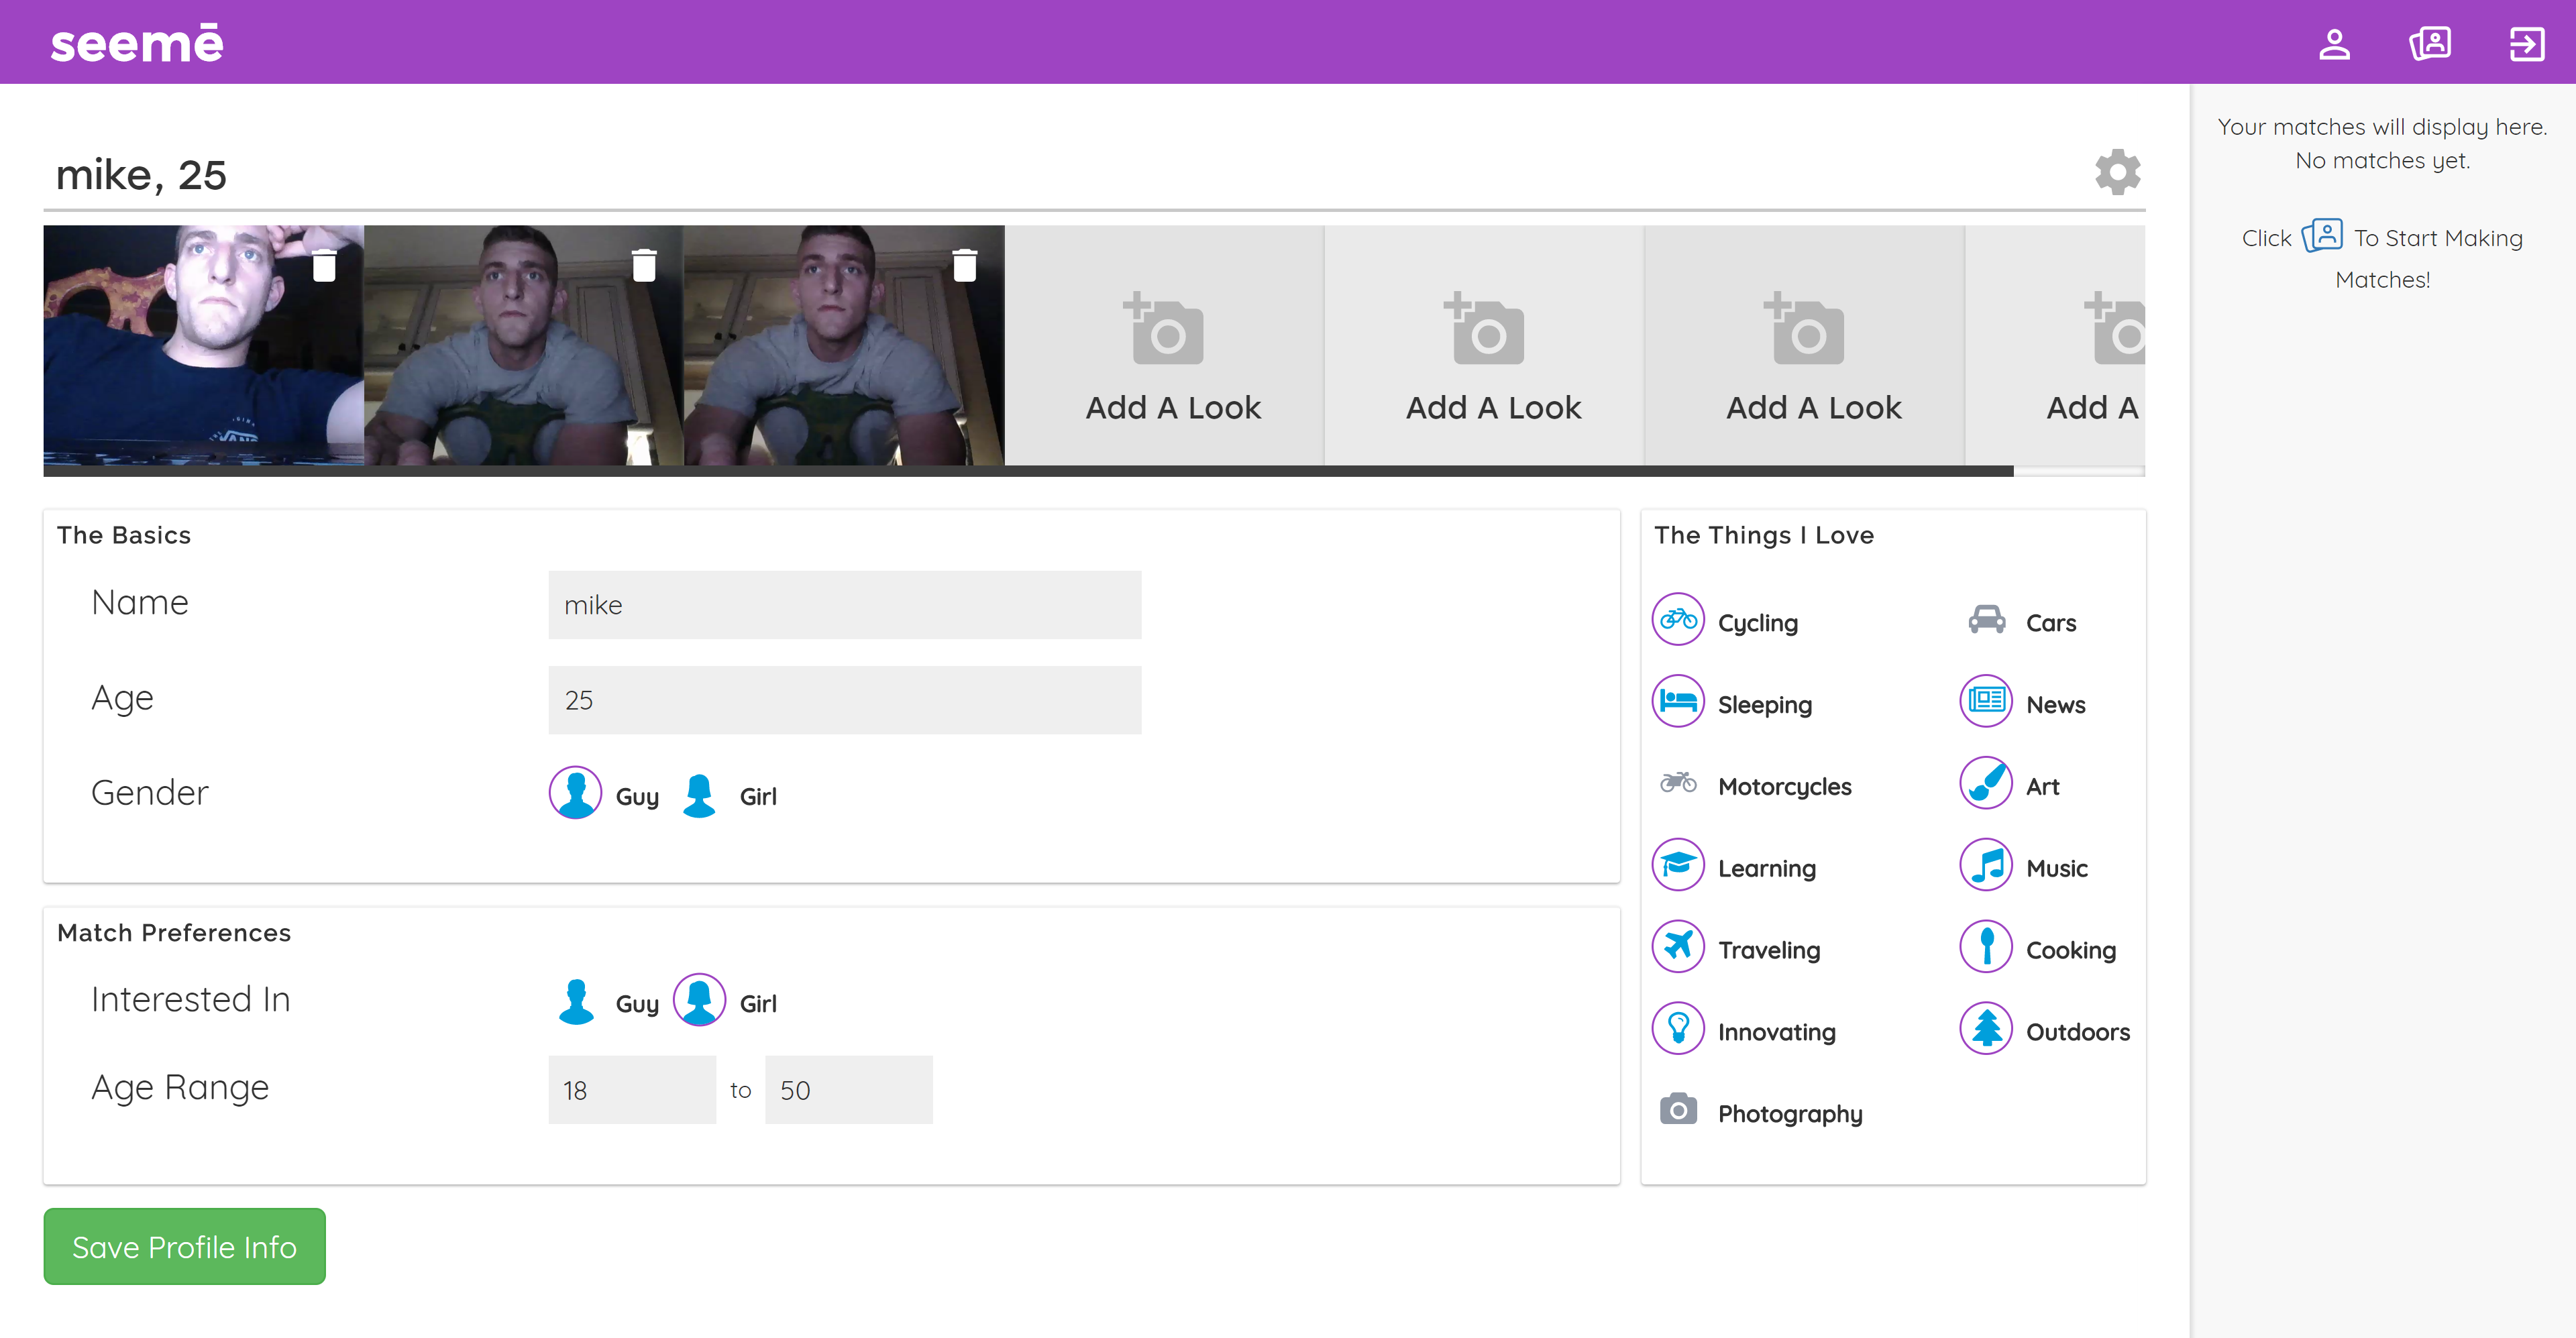 seemē
mike, 25
Add A Look
Add A Look
Add A Look
Add A
VANS
The Basics
Name
mike
Age
25
Gender
Guy
Girl
Match Preferences
Interested In
Guy
Girl
Age Range
18 to 50
Save Profile Info
The Things I Love
Cycling
Cars
Sleeping
News
Motorcycles
Art
Learning
Music
Traveling
Cooking
Innovating
Outdoors
Photography
Your matches will display here.
No matches yet.
Click To Start Making
Matches!